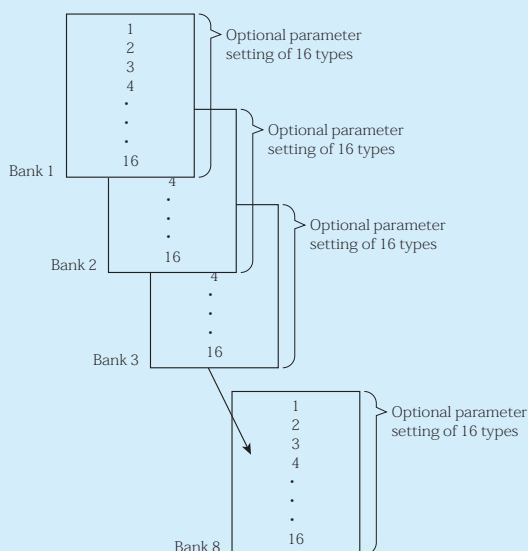 1
2
3
4
•
•
•
16
Optional parameter
setting of 16 types
Bank 1
4
•
•
•
16
Optional parameter
setting of 16 types
Bank 2
4
•
•
•
16
Optional parameter
setting of 16 types
Bank 3
1
2
3
4
•
•
•
16
Optional parameter
setting of 16 types
Bank 8